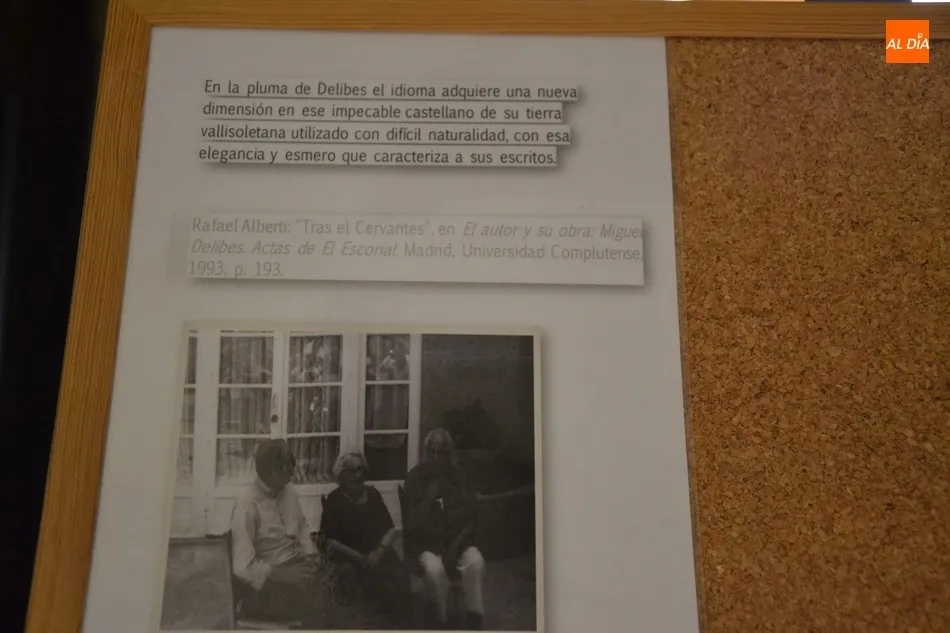 AL DÍA
En la pluma de Delibes el idioma adquiere una nueva
dimensión en ese impecable castellano de su tierra
vallisoletana utilizado con difícil naturalidad, con esa
elegancia y esmero que caracteriza a sus escritos.
Rafael Alberti: "Tras el Cervantes", en El autor y su obra: Miguel
Delibes. Actas de El Escorial. Madrid, Universidad Complutense,
1993, p. 193.